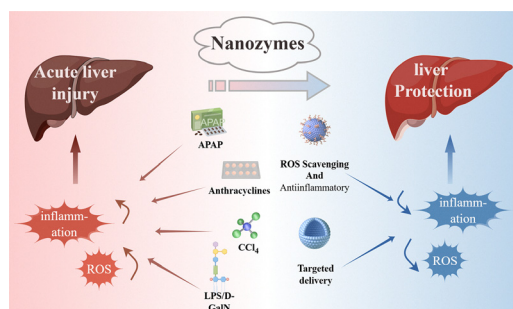 Nanozymes
Acute liver
injury
liver
Protection
APAP
APAP
ROS Scavenging
And
Antiinflammatory
Anthracyclines
inflamm-
ation
inflamm-
ation
CCl4
ROS
ROS
Targeted
delivery
LPS/D-
GalN